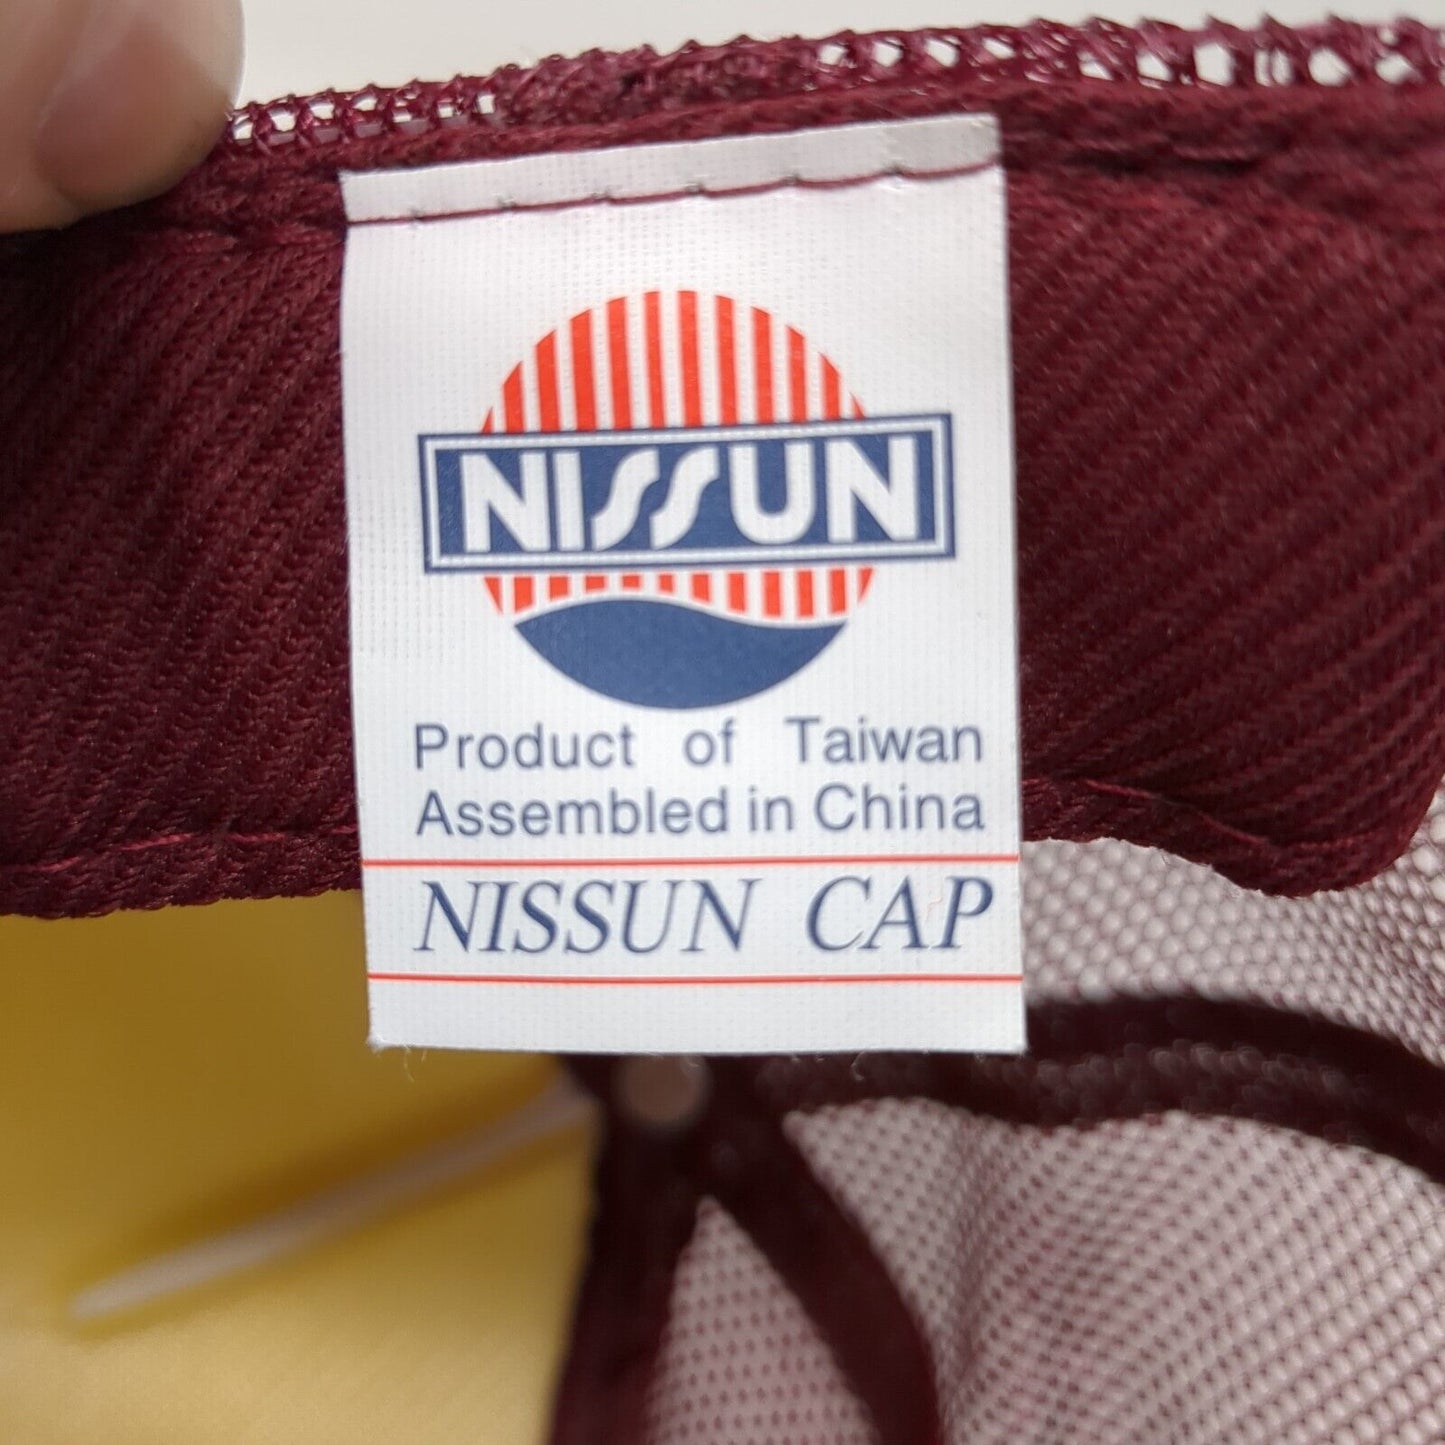 NISSUN
Product of Taiwan
Assembled in China
NISSUN CAP